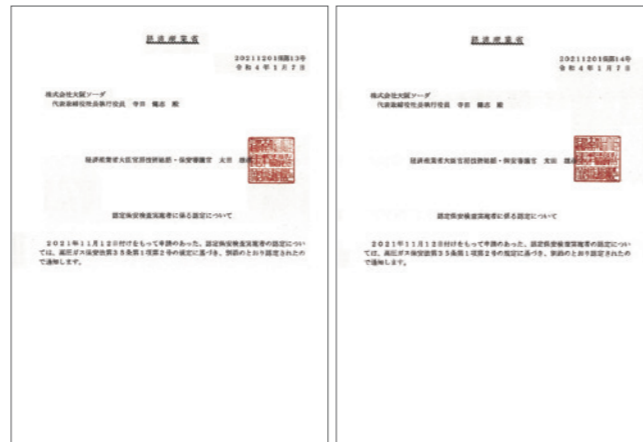 経済産業省
20211201保局第13号
令和4年1月7日
株式会社大阪ソーダ
代表取締役社長執行役員 寺田 健志 殿
経済産業省大臣官房技術総括・保安審議官 太田 雄彦
認定保安検査実施者に係る認定について
2021年11月12日付けをもって申請のあった、認定保安検査実施者の認定につい
ては、高圧ガス保安法第35条第1項第2号の規定に基づき、別紙のとおり認定されたの
で通知します。
経済産業省
20211201保局第14号
令和4年1月7日
株式会社大阪ソーダ
代表取締役社長執行役員 寺田 健志 殿
経済産業省大臣官房技術総括・保安審議官 太田 雄彦
認定保安検査実施者に係る認定について
2021年11月12日付けをもって申請のあった、認定保安検査実施者の認定につい
ては、高圧ガス保安法第35条第1項第2号の規定に基づき、別紙のとおり認定されたの
で通知します。